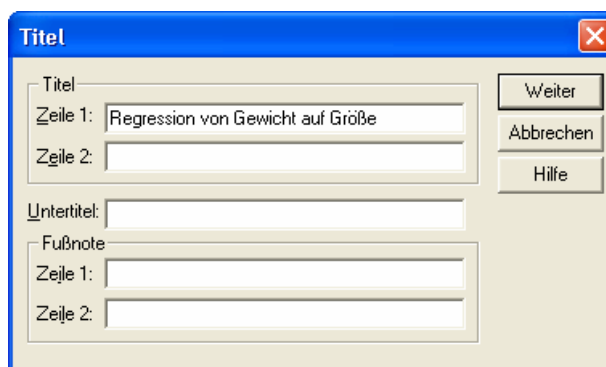 Titel
Titel
Zeile 1: Regression von Gewicht auf Größe
Zeile 2:
Untertitel:
Fußnote
Zeile 1:
Zeile 2:
Weiter
Abbrechen
Hilfe